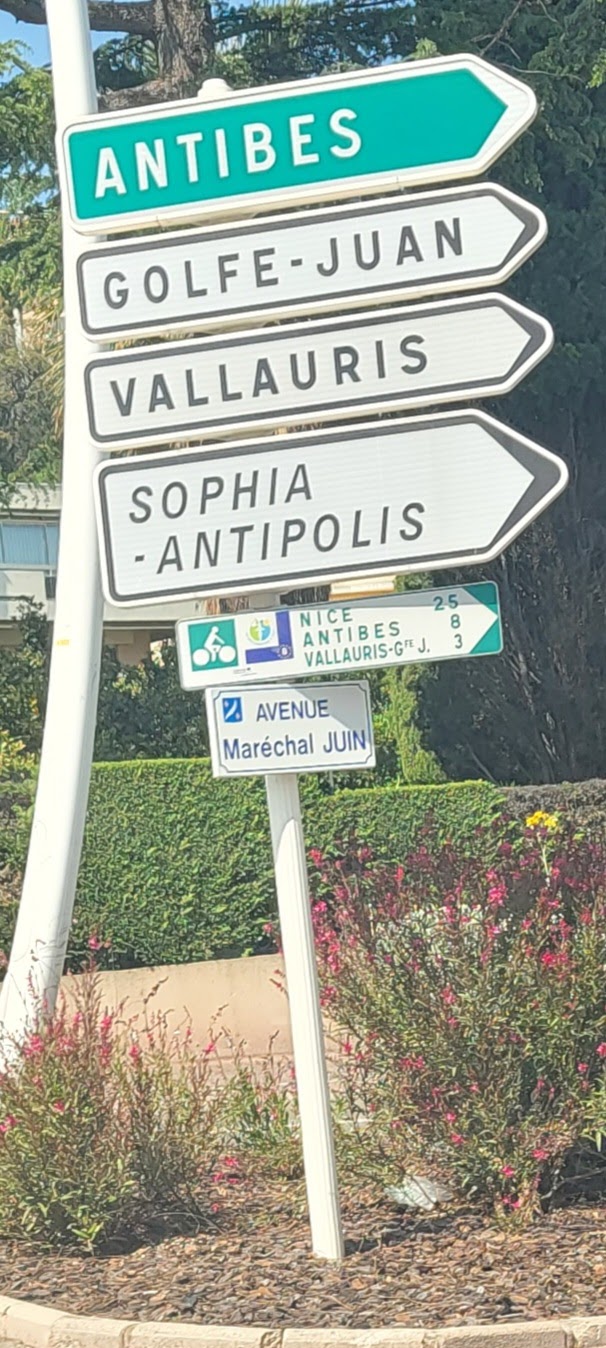 ANTIBES
GOLFE-JUAN
VALLAURIS
SOPHIA
-ANTIPOLIS
NICE 25
ANTIBES 8
VALLAURIS-GFE J. 3
AVENUE
Maréchal JUIN